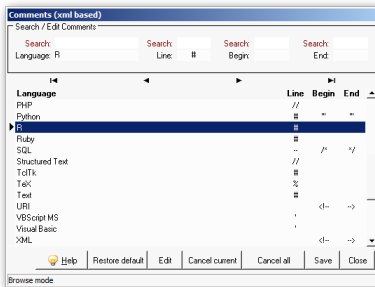 Comments (xml based)
Search / Edit Comments
Search: Search: Search: Search:
Language: R Line: # Begin: End:
Language Line Begin End
PHP //
Python # ''' '''
R #
Ruby #
SQL -- /* */
Structured Text //
TclTk #
TeX %
Text #
URI <!-- -->
VBScript MS '
Visual Basic '
XML <!-- -->
Help Restore default Edit Cancel current Cancel all Save Close
Browse mode